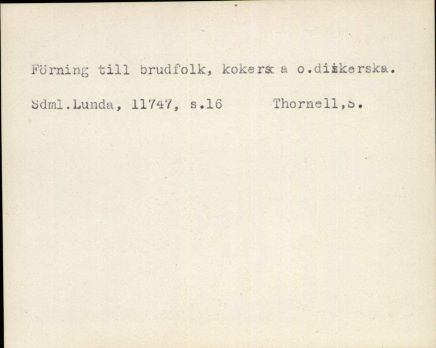 Förning till brudfolk, kokerska o.diskerska.
Sdml.Lunda, 11747, s.16 Thornell,S.